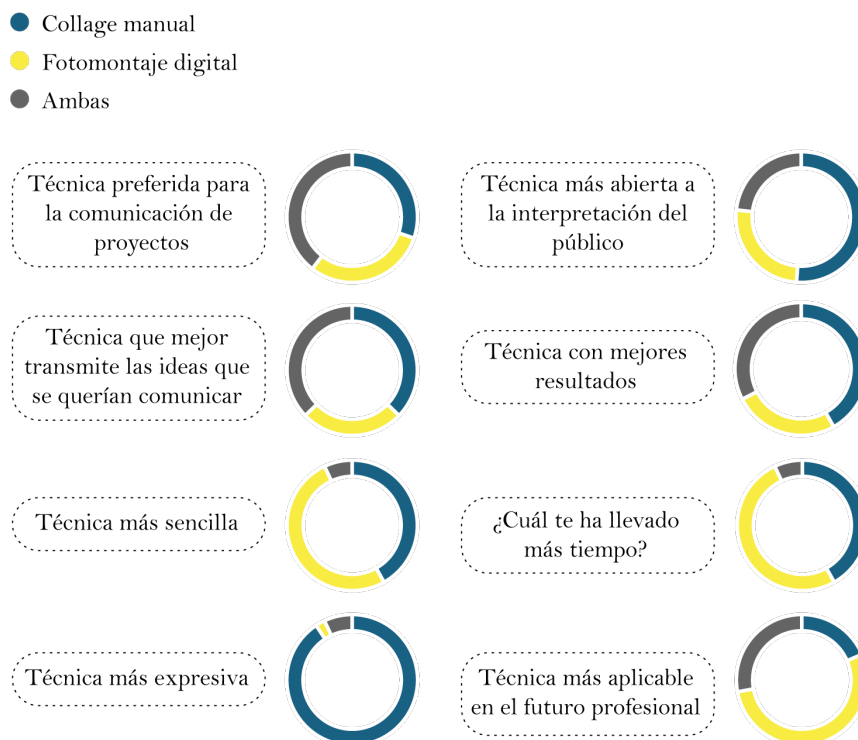 Collage manual
Fotomontaje digital
Ambas
Técnica preferida para
la comunicación de
proyectos
Técnica más abierta a
la interpretación del
público
Técnica que mejor
transmite las ideas que
se querían comunicar
Técnica con mejores
resultados
Técnica más sencilla
¿Cuál te ha llevado
más tiempo?
Técnica más expresiva
Técnica más aplicable
en el futuro profesional